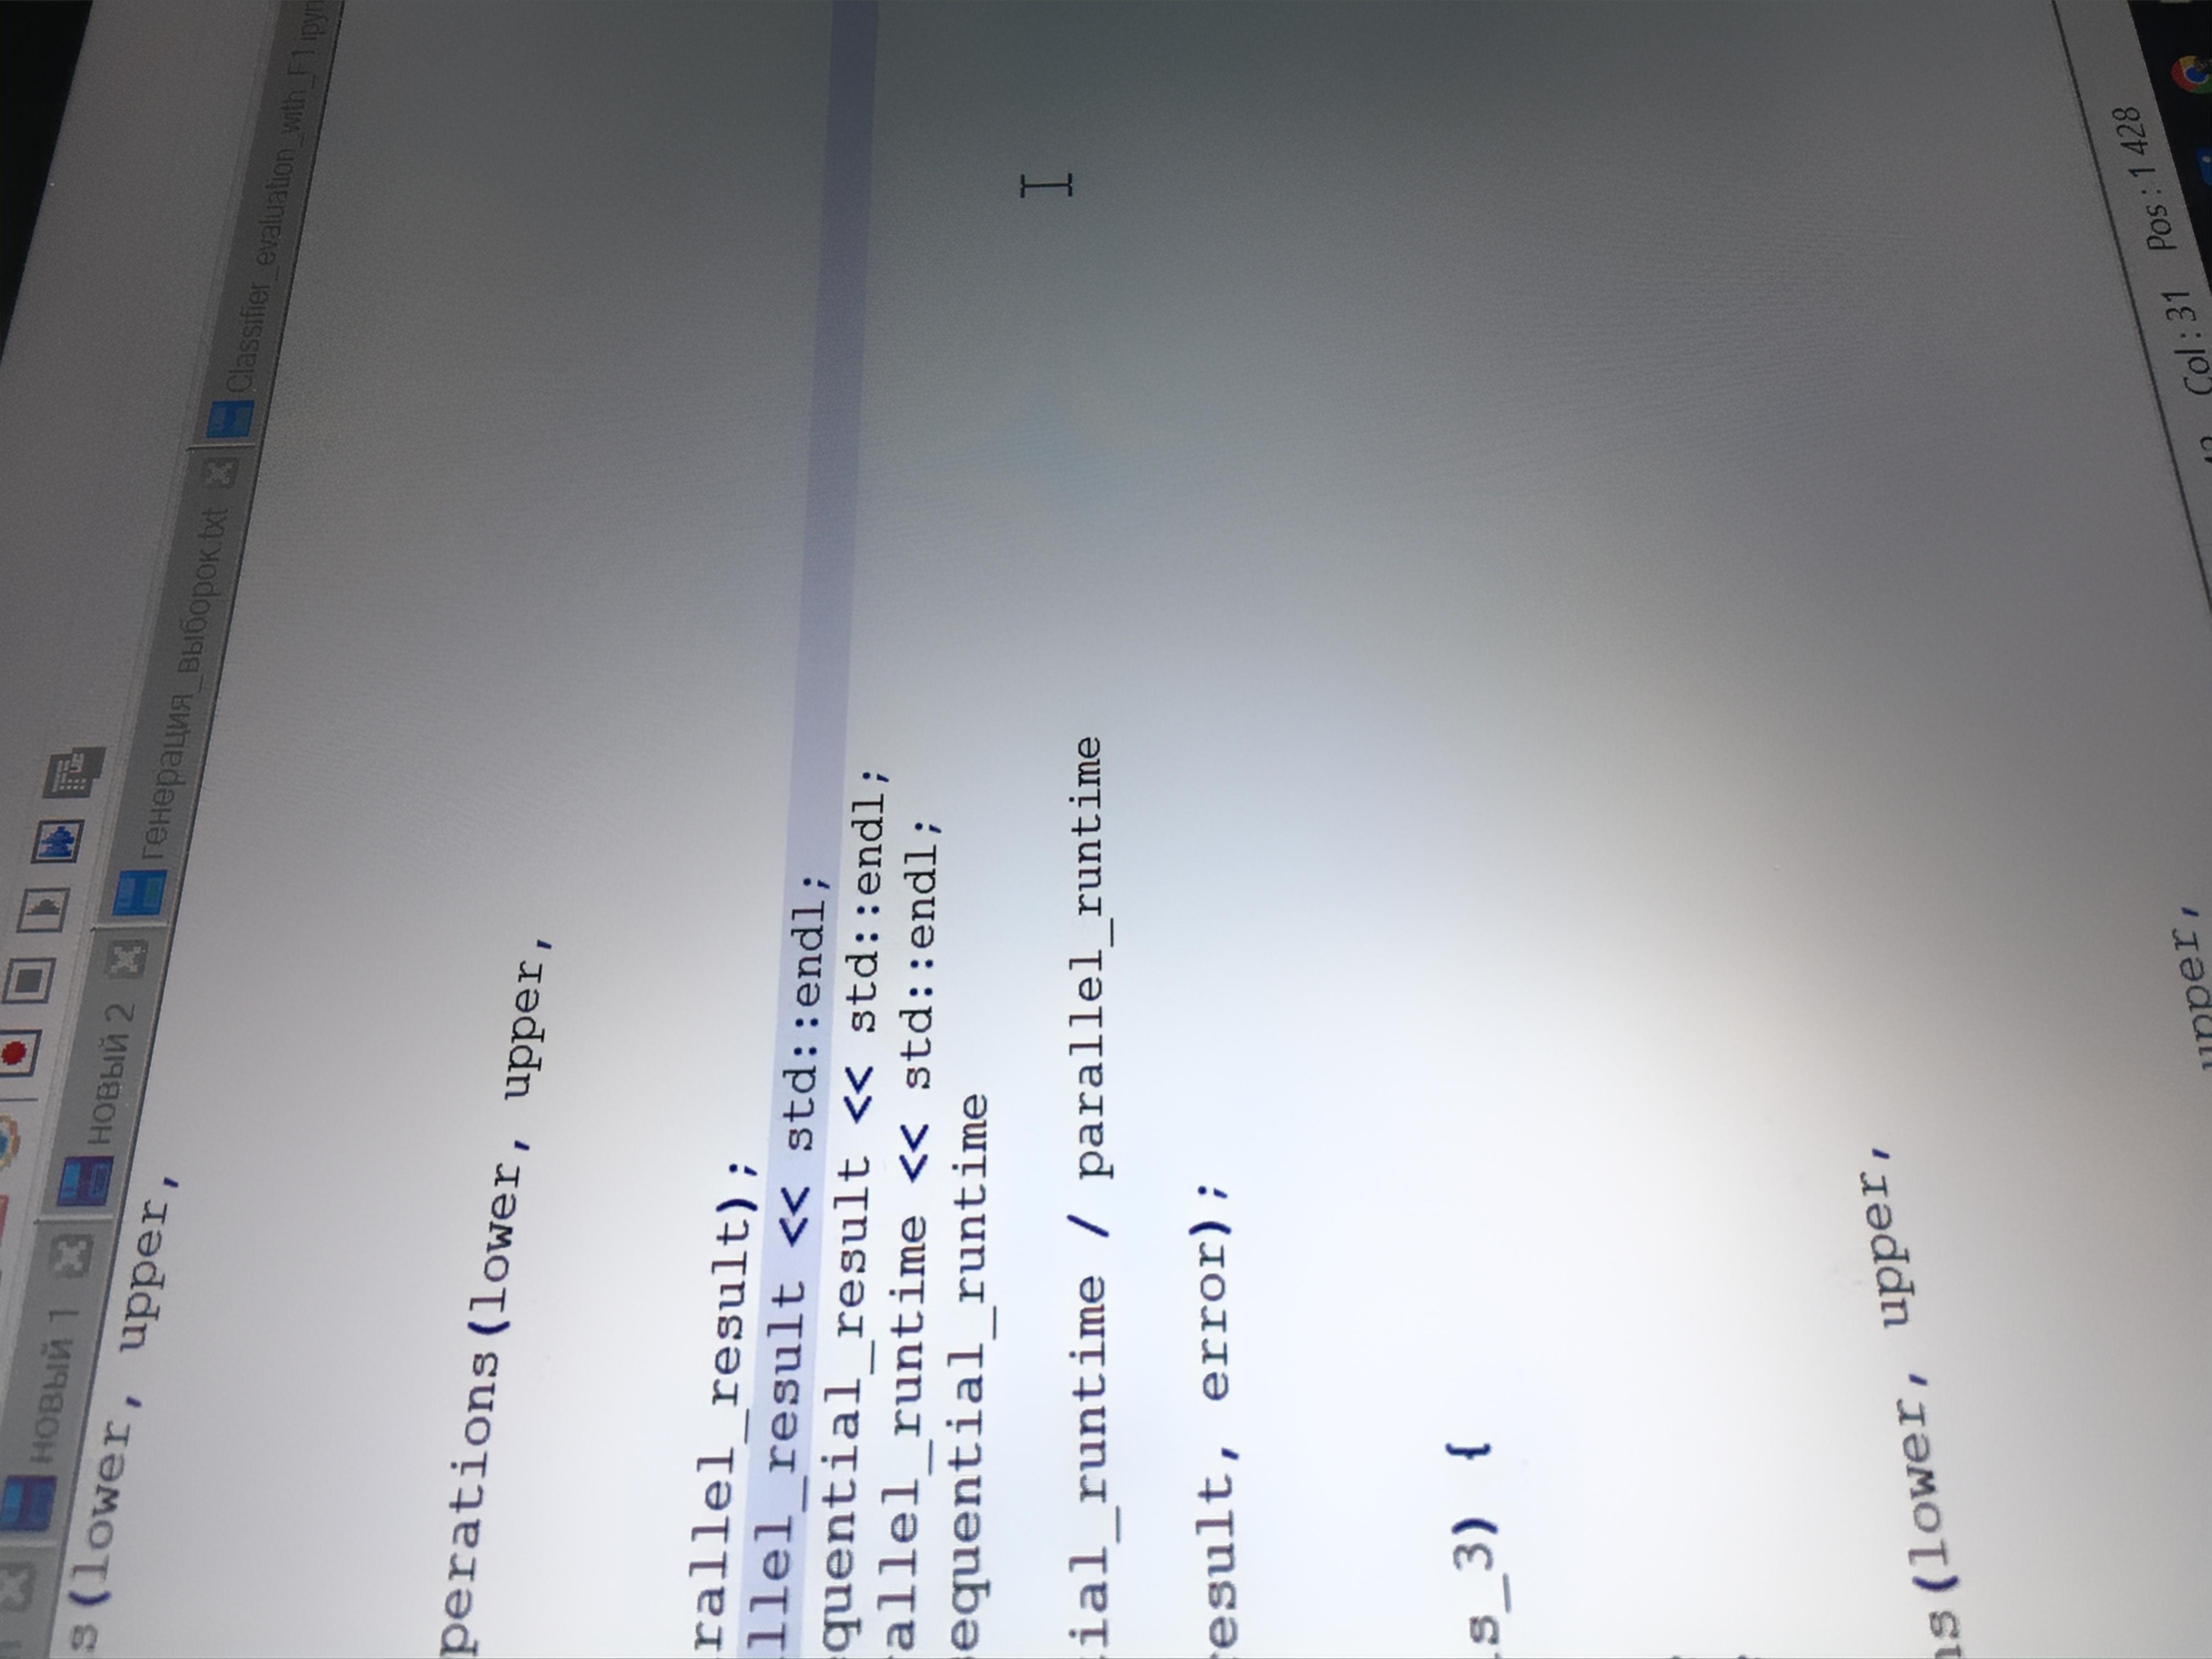 новый 1
новый 2
генерация_выборок.txt
Classifier_evaluation_with_F1.ipyn
s(lower, upper,
perations(lower, upper,
rallel_result);
llel_result << std::endl;
quential_result << std::endl;
allel_runtime << std::endl;
equential_runtime
ial_runtime / parallel_runtime
esult, error);
s_3) {
ns(lower, upper,
upper,
Col : 31 Pos : 1 428